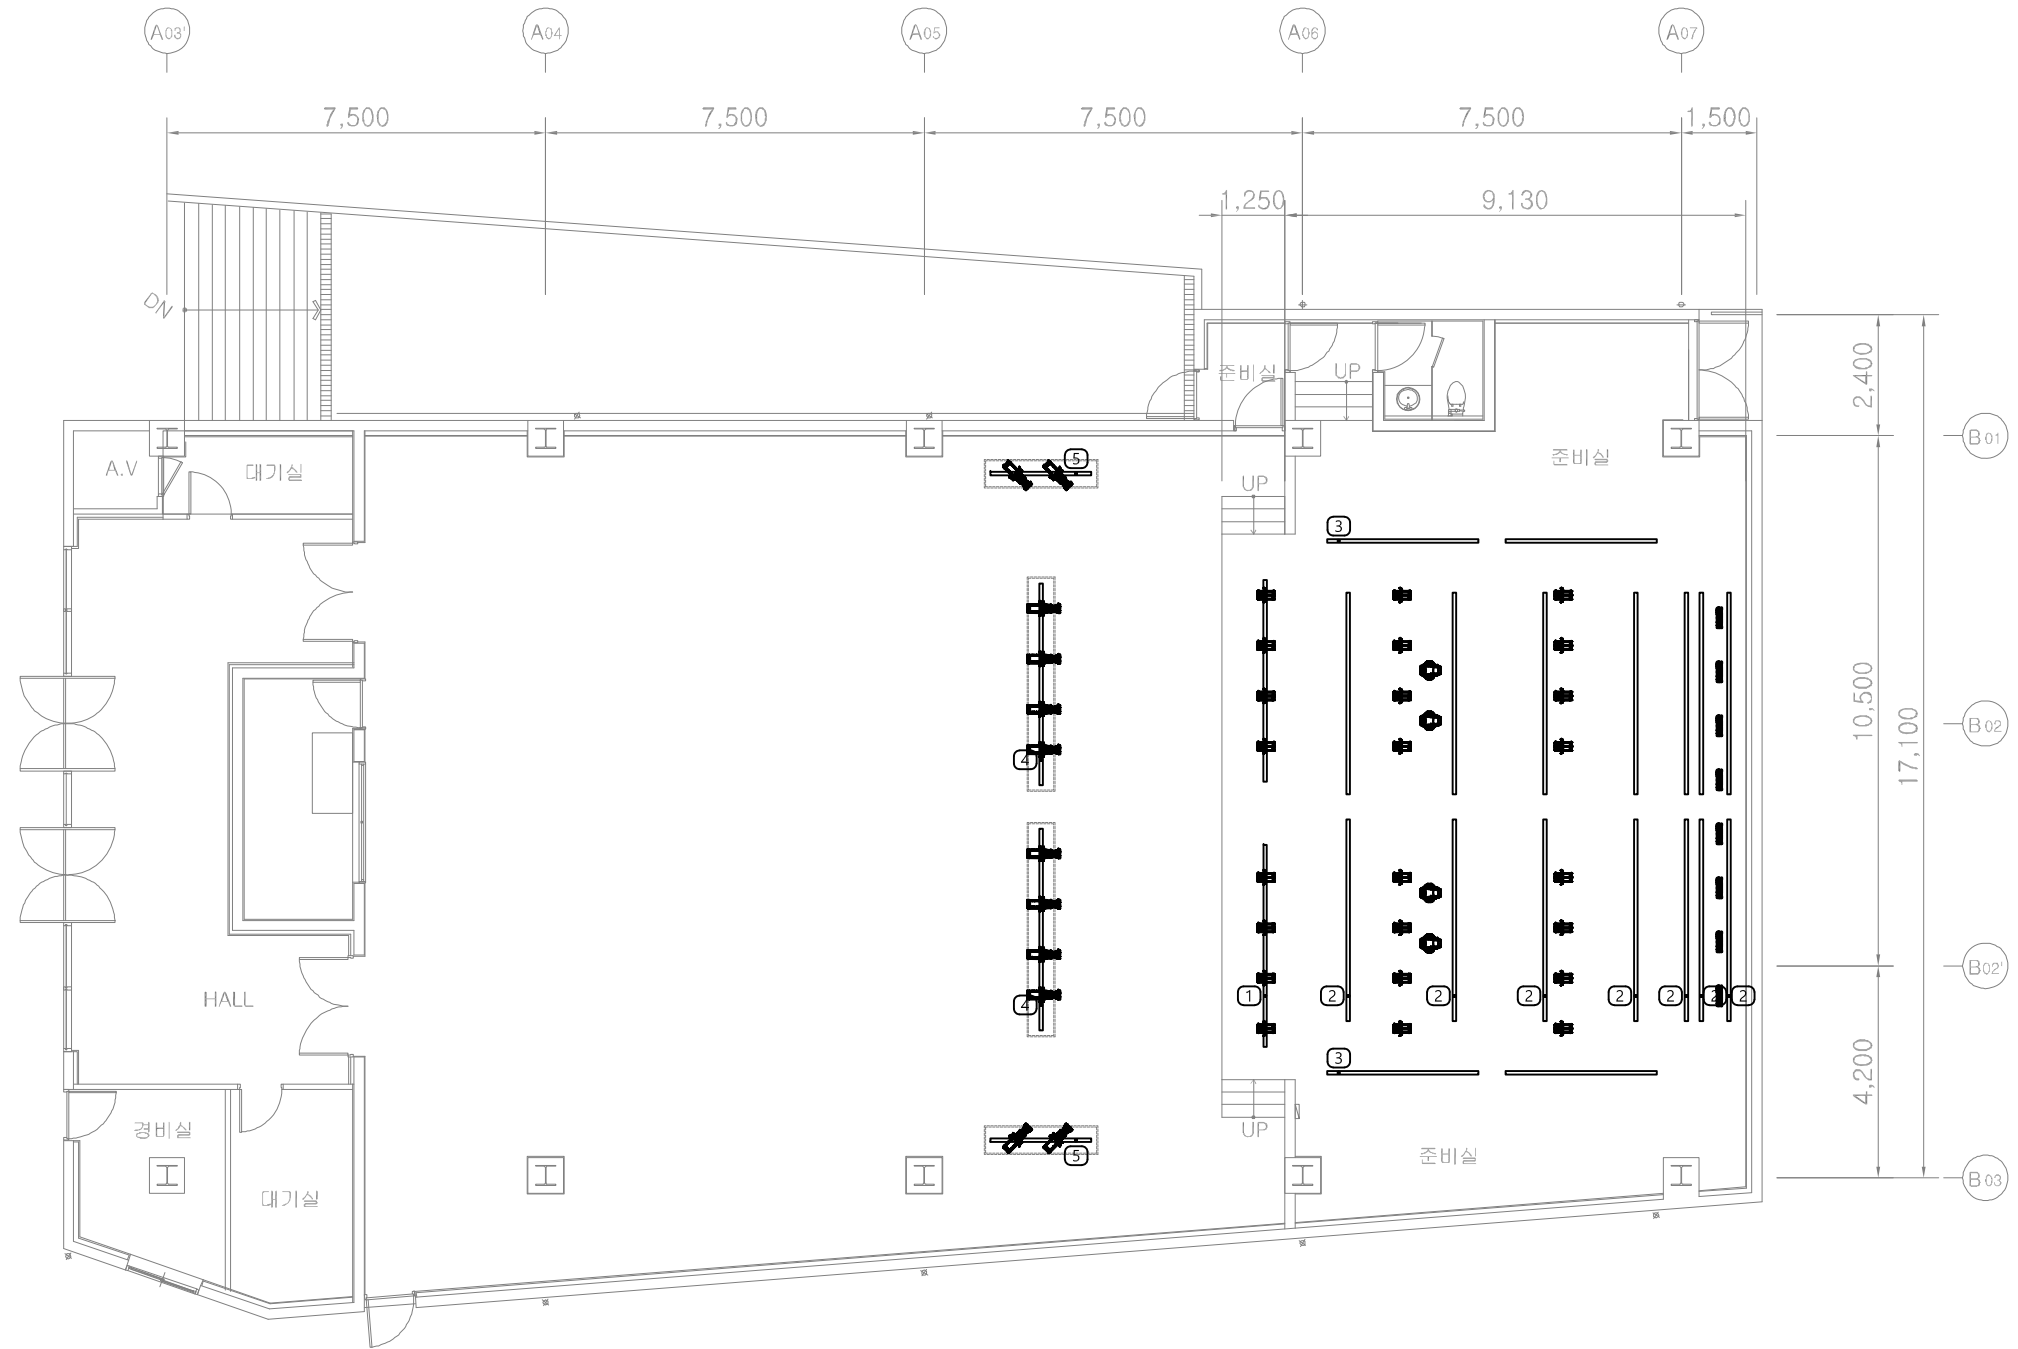 A03' A04 A05 A06 A07
7,500 7,500 7,500 7,500 1,500
1,250 9,130
DN
준비실 UP
2,400
B01
A.V 대기실 5 준비실
UP
3
10,500
17,100
B02
4
HALL
4 1 2 2 2 2 2 2 2
B02'
3
4,200
경비실 UP
5 준비실
B03
대기실